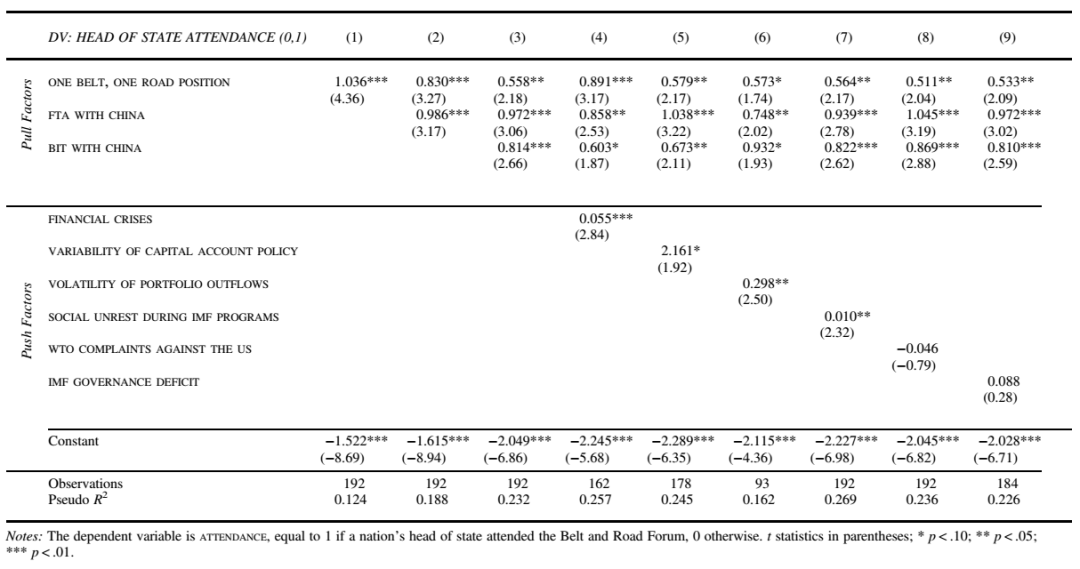 DV: HEAD OF STATE ATTENDANCE (0,1) (1) (2) (3) (4) (5) (6) (7) (8) (9)
Pull Factors
ONE BELT, ONE ROAD POSITION 1.036*** 0.830*** 0.558** 0.891*** 0.579** 0.573* 0.564** 0.511** 0.533**
(4.36) (3.27) (2.18) (3.17) (2.17) (1.74) (2.17) (2.04) (2.09)
FTA WITH CHINA 0.986*** 0.972*** 0.858** 1.038*** 0.748** 0.939*** 1.045*** 0.972***
(3.17) (3.06) (2.53) (3.22) (2.02) (2.78) (3.19) (3.02)
BIT WITH CHINA 0.814*** 0.603* 0.673** 0.932* 0.822*** 0.869*** 0.810***
(2.66) (1.87) (2.11) (1.93) (2.62) (2.88) (2.59)
Push Factors
FINANCIAL CRISES 0.055***
(2.84)
VARIABILITY OF CAPITAL ACCOUNT POLICY 2.161*
(1.92)
VOLATILITY OF PORTFOLIO OUTFLOWS 0.298**
(2.50)
SOCIAL UNREST DURING IMF PROGRAMS 0.010**
(2.32)
WTO COMPLAINTS AGAINST THE US −0.046
(−0.79)
IMF GOVERNANCE DEFICIT 0.088
(0.28)
Constant −1.522*** −1.615*** −2.049*** −2.245*** −2.289*** −2.115*** −2.227*** −2.045*** −2.028***
(−8.69) (−8.94) (−6.86) (−5.68) (−6.35) (−4.36) (−6.98) (−6.82) (−6.71)
Observations 192 192 192 162 178 93 192 192 184
Pseudo R² 0.124 0.188 0.232 0.257 0.245 0.162 0.269 0.236 0.226
Notes: The dependent variable is ATTENDANCE, equal to 1 if a nation's head of state attended the Belt and Road Forum, 0 otherwise. t statistics in parentheses; * p < .10; ** p < .05;
*** p < .01.